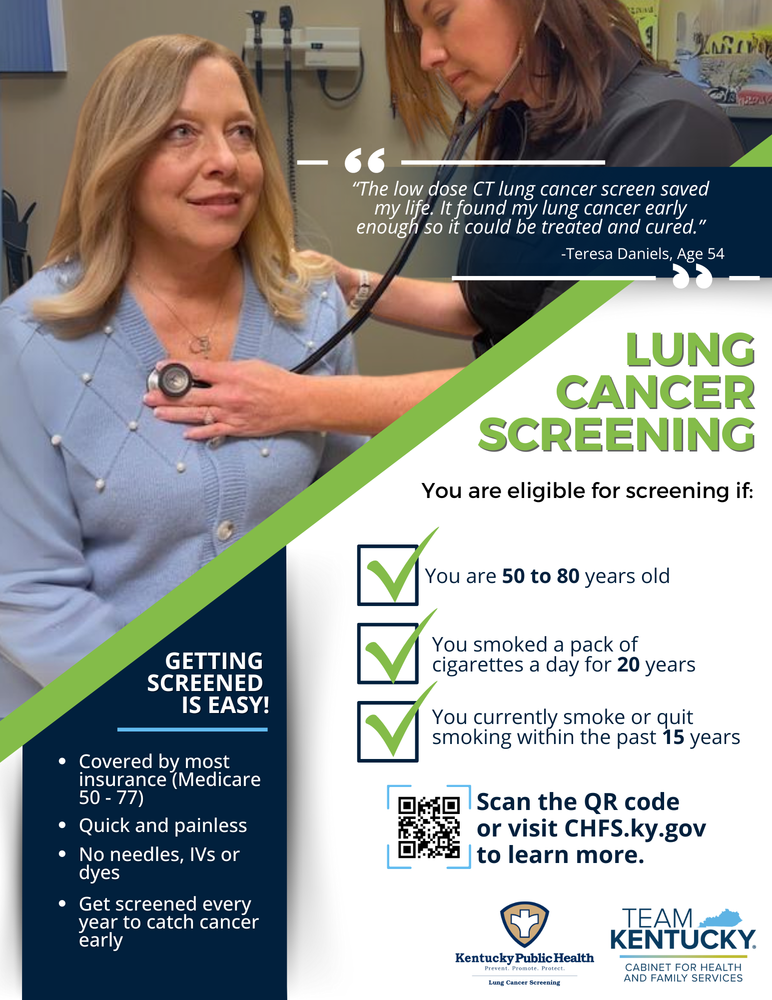 “The low dose CT lung cancer screen saved
my life. It found my lung cancer early
enough so it could be treated and cured.”
-Teresa Daniels, Age 54
LUNG
CANCER
SCREENING
You are eligible for screening if:
You are 50 to 80 years old
You smoked a pack of
cigarettes a day for 20 years
You currently smoke or quit
smoking within the past 15 years
GETTING
SCREENED
IS EASY!
• Covered by most
insurance (Medicare
50 - 77)
• Quick and painless
• No needles, IVs or
dyes
• Get screened every
year to catch cancer
early
Scan the QR code
or visit CHFS.ky.gov
to learn more.
Kentucky Public Health
Prevent. Promote. Protect.
Lung Cancer Screening
TEAM
KENTUCKY®
CABINET FOR HEALTH
AND FAMILY SERVICES